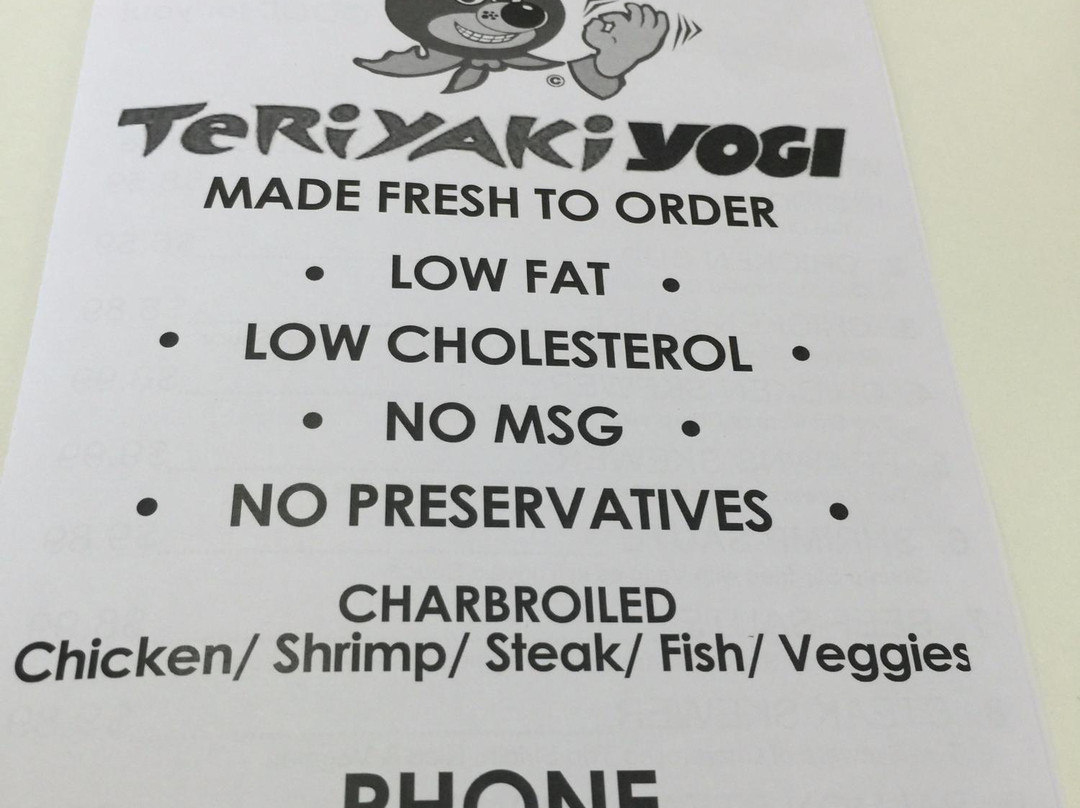 ©
TeRiYAKi YOGI
MADE FRESH TO ORDER
• LOW FAT •
• LOW CHOLESTEROL •
• NO MSG •
• NO PRESERVATIVES •
CHARBROILED
Chicken/ Shrimp/ Steak/ Fish/ Veggies
PHONE